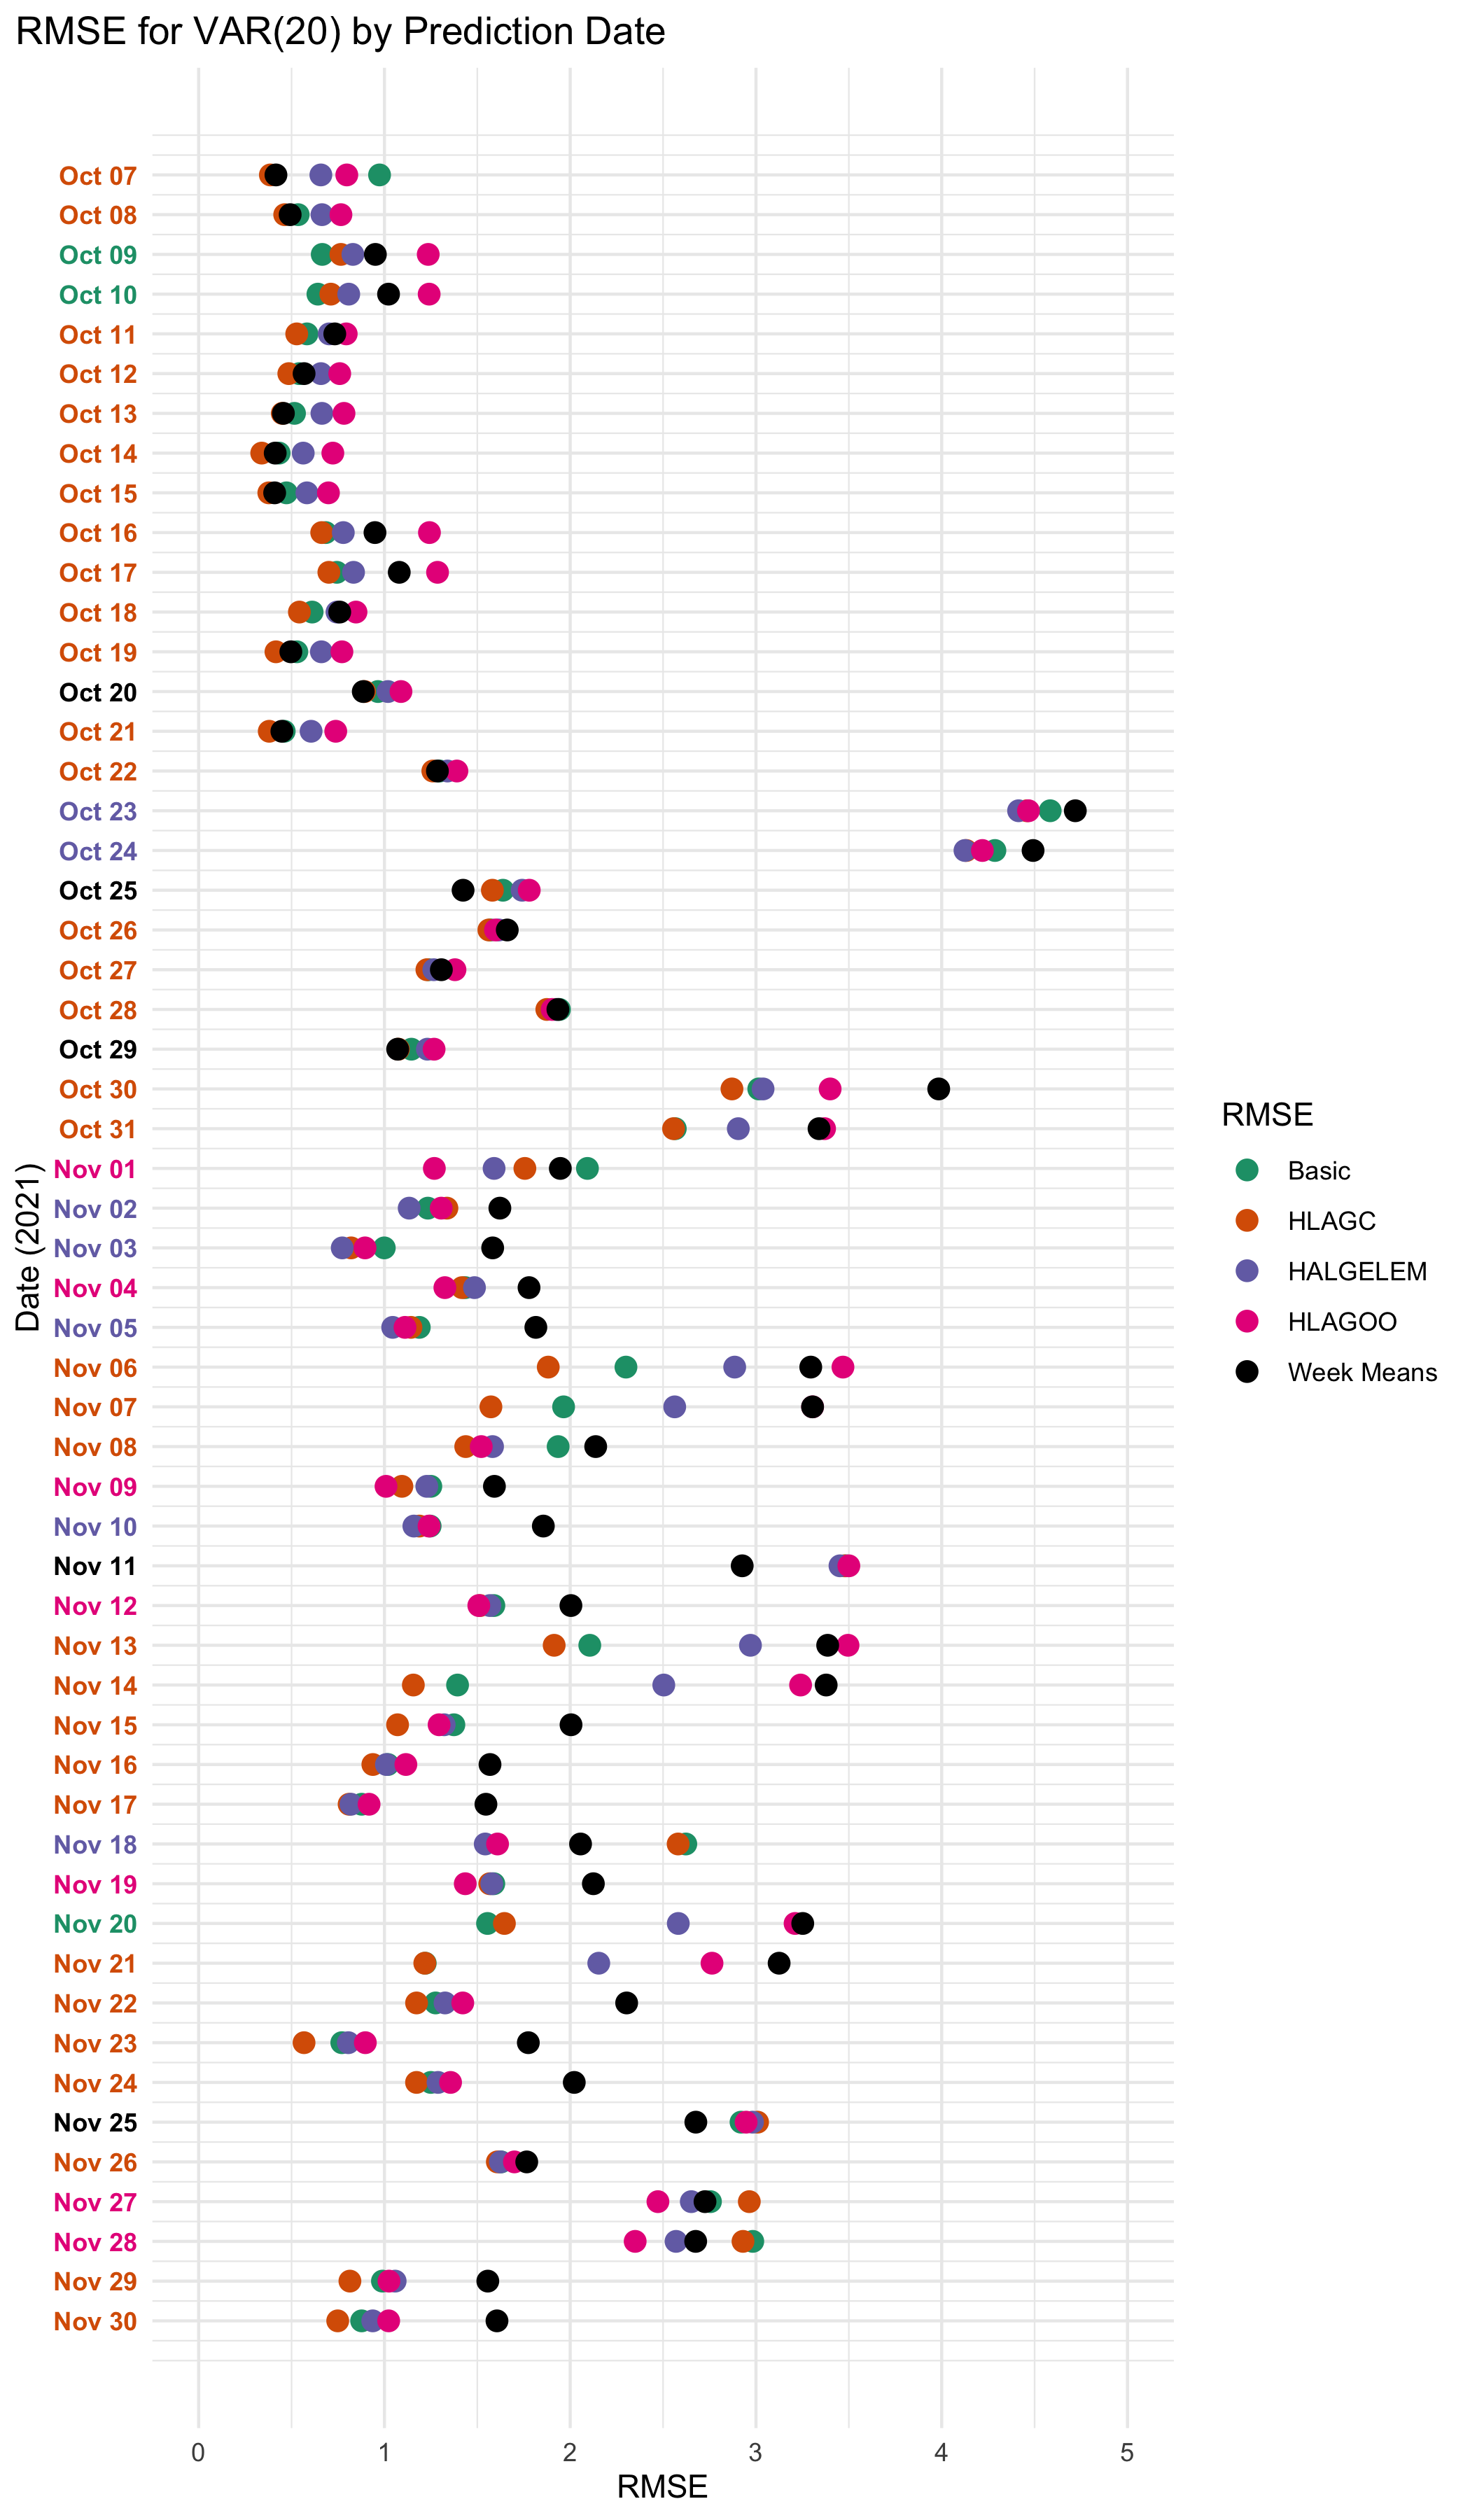 RMSE for VAR(20) by Prediction Date
Oct 07
Oct 08
Oct 09
Oct 10
Oct 11
Oct 12
Oct 13
Oct 14
Oct 15
Oct 16
Oct 17
Oct 18
Oct 19
Oct 20
Oct 21
Oct 22
Oct 23
Oct 24
Oct 25
Oct 26
Oct 27
Oct 28
Oct 29
Oct 30
Oct 31
Nov 01
Nov 02
Nov 03
Nov 04
Nov 05
Nov 06
Nov 07
Nov 08
Nov 09
Nov 10
Nov 11
Nov 12
Nov 13
Nov 14
Nov 15
Nov 16
Nov 17
Nov 18
Nov 19
Nov 20
Nov 21
Nov 22
Nov 23
Nov 24
Nov 25
Nov 26
Nov 27
Nov 28
Nov 29
Nov 30
Date (2021)
0 1 2 3 4 5
RMSE
RMSE
Basic
HLAGC
HALGELEM
HLAGOO
Week Means